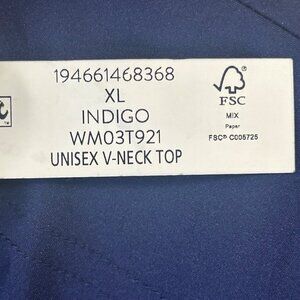 194661468368
XL
INDIGO
WM03T921
UNISEX V-NECK TOP
FSC
MIX
Paper
FSC® C005725